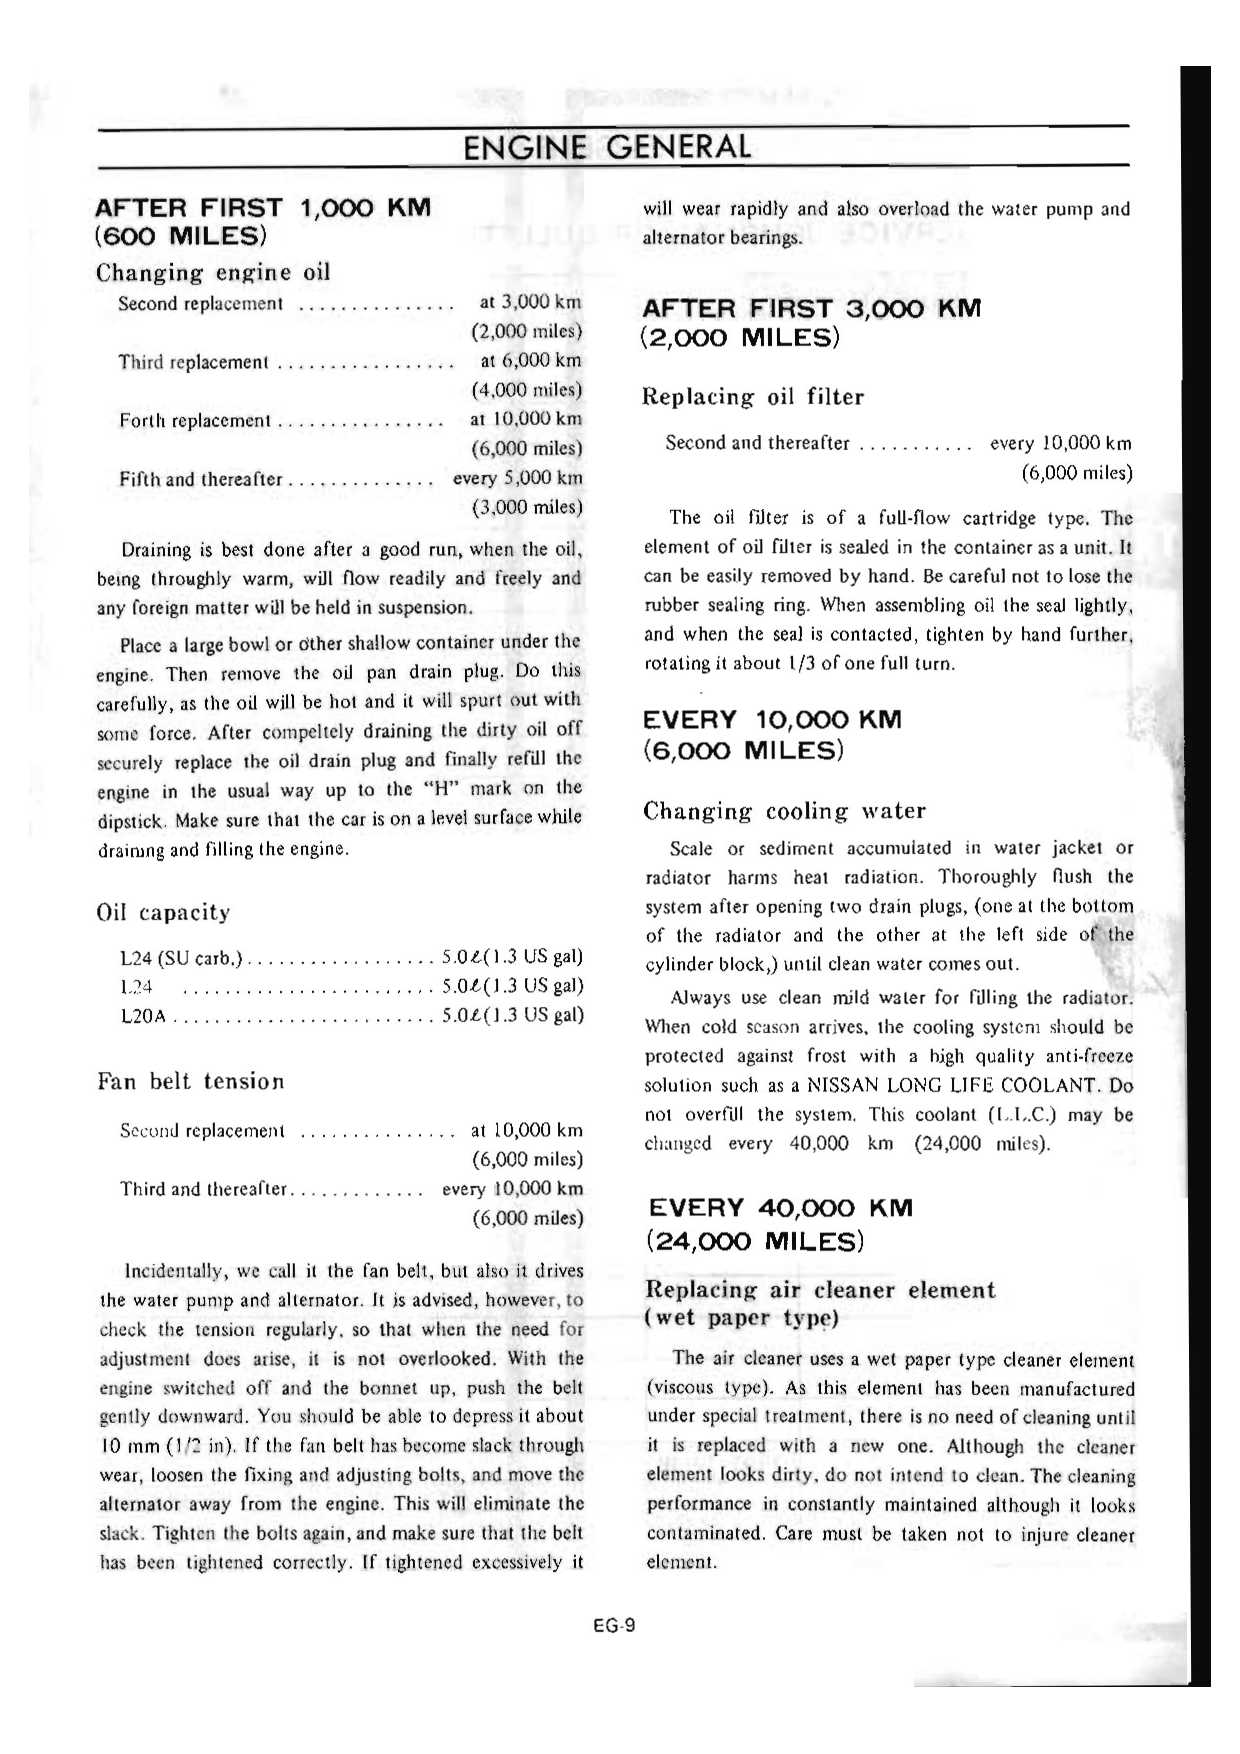 ENGINE GENERAL
AFTER FIRST 1,000 KM
(600 MILES)
Changing engine oil
Second replacement ............... at 3,000 km
(2,000 miles)
Third replacement ................. at 6,000 km
(4,000 miles)
Forth replacement ................ at 10,000 km
(6,000 miles)
Fifth and thereafter .............. every 5,000 km
(3,000 miles)
Draining is best done after a good run, when the oil,
being throughly warm, will flow readily and freely and
any foreign matter will be held in suspension.
Place a large bowl or other shallow container under the
engine. Then remove the oil pan drain plug. Do this
carefully, as the oil will be hot and it will spurt out with
some force. After compeltely draining the dirty oil off
securely replace the oil drain plug and finally refill the
engine in the usual way up to the “H” mark on the
dipstick. Make sure that the car is on a level surface while
draining and filling the engine.
Oil capacity
L24 (SU carb.) .................. 5.0ℓ(1.3 US gal)
L24 ........................ 5.0ℓ(1.3 US gal)
L20A ......................... 5.0ℓ(1.3 US gal)
Fan belt tension
Second replacement ............... at 10,000 km
(6,000 miles)
Third and thereafter............. every 10,000 km
(6,000 miles)
Incidentally, we call it the fan belt, but also it drives
the water pump and alternator. It is advised, however, to
check the tension regularly, so that when the need for
adjustment does arise, it is not overlooked. With the
engine switched off and the bonnet up, push the belt
gently downward. You should be able to depress it about
10 mm (1/2 in). If the fan belt has become slack through
wear, loosen the fixing and adjusting bolts, and move the
alternator away from the engine. This will eliminate the
slack. Tighten the bolts again, and make sure that the belt
has been tightened correctly. If tightened excessively it
will wear rapidly and also overload the water pump and
alternator bearings.
AFTER FIRST 3,000 KM
(2,000 MILES)
Replacing oil filter
Second and thereafter ........... every 10,000 km
(6,000 miles)
The oil filter is of a full-flow cartridge type. The
element of oil filter is sealed in the container as a unit. It
can be easily removed by hand. Be careful not to lose the
rubber sealing ring. When assembling oil the seal lightly,
and when the seal is contacted, tighten by hand further,
rotating it about 1/3 of one full turn.
EVERY 10,000 KM
(6,000 MILES)
Changing cooling water
Scale or sediment accumulated in water jacket or
radiator harms heat radiation. Thoroughly flush the
system after opening two drain plugs, (one at the bottom
of the radiator and the other at the left side of the
cylinder block,) until clean water comes out.
Always use clean mild water for filling the radiator.
When cold season arrives, the cooling system should be
protected against frost with a high quality anti-freeze
solution such as a NISSAN LONG LIFE COOLANT. Do
not overfill the system. This coolant (L.L.C.) may be
changed every 40,000 km (24,000 miles).
EVERY 40,000 KM
(24,000 MILES)
Replacing air cleaner element
(wet paper type)
The air cleaner uses a wet paper type cleaner element
(viscous type). As this element has been manufactured
under special treatment, there is no need of cleaning until
it is replaced with a new one. Although the cleaner
element looks dirty, do not intend to clean. The cleaning
performance in constantly maintained although it looks
contaminated. Care must be taken not to injure cleaner
element.
EG-9